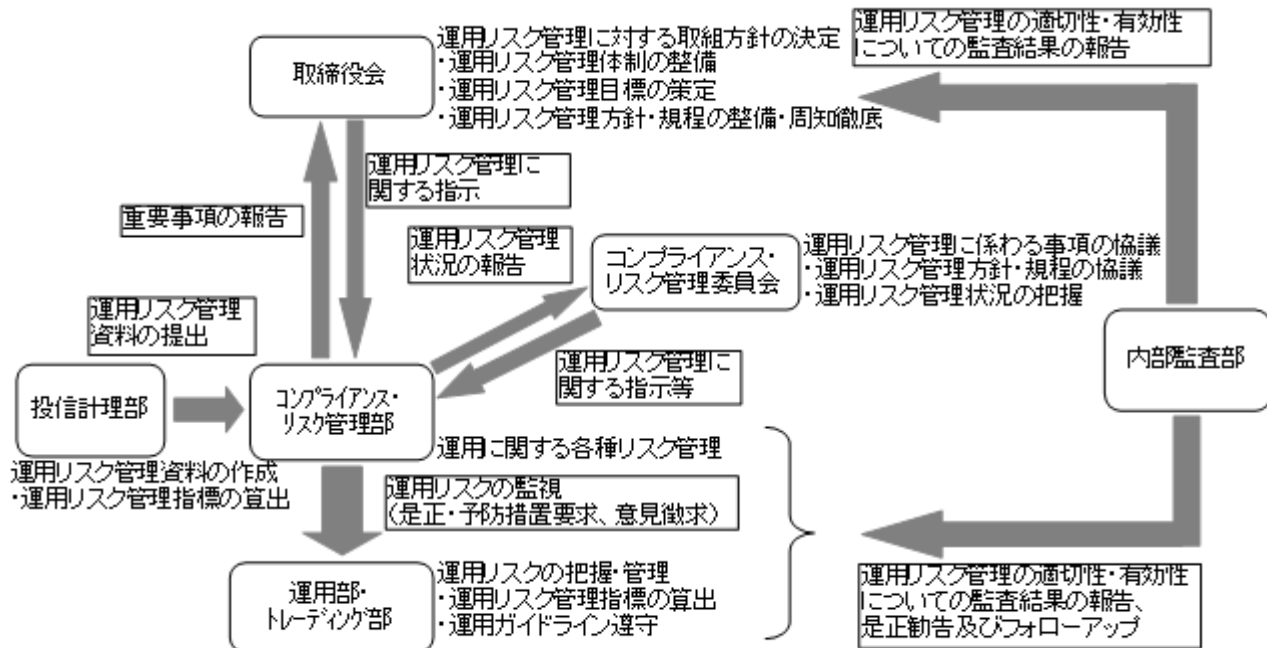 取締役会
運用リスク管理に対する取組方針の決定
・運用リスク管理体制の整備
・運用リスク管理目標の策定
・運用リスク管理方針・規程の整備・周知徹底
運用リスク管理の適切性・有効性
についての監査結果の報告
運用リスク管理に
関する指示
重要事項の報告
運用リスク管理
状況の報告
コンプライアンス・
リスク管理委員会
運用リスク管理に係わる事項の協議
・運用リスク管理方針・規程の協議
・運用リスク管理状況の把握
運用リスク管理
資料の提出
内部監査部
運用リスク管理に
関する指示等
投信計理部
コンプライアンス・
リスク管理部
運用に関する各種リスク管理
運用リスク管理資料の作成
・運用リスク管理指標の算出
運用リスクの監視
(是正・予防措置要求、意見徴求)
運用部・
トレーディング部
運用リスクの把握・管理
・運用リスク管理指標の算出
・運用ガイドライン遵守
運用リスク管理の適切性・有効性
についての監査結果の報告、
是正勧告及びフォローアップ